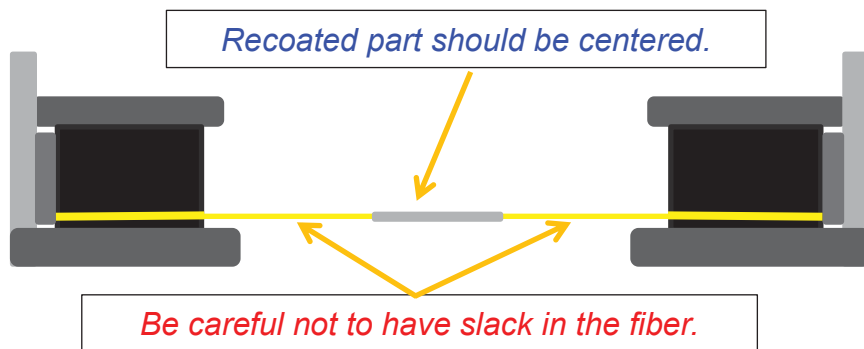 Recoated part should be centered.
Be careful not to have slack in the fiber.